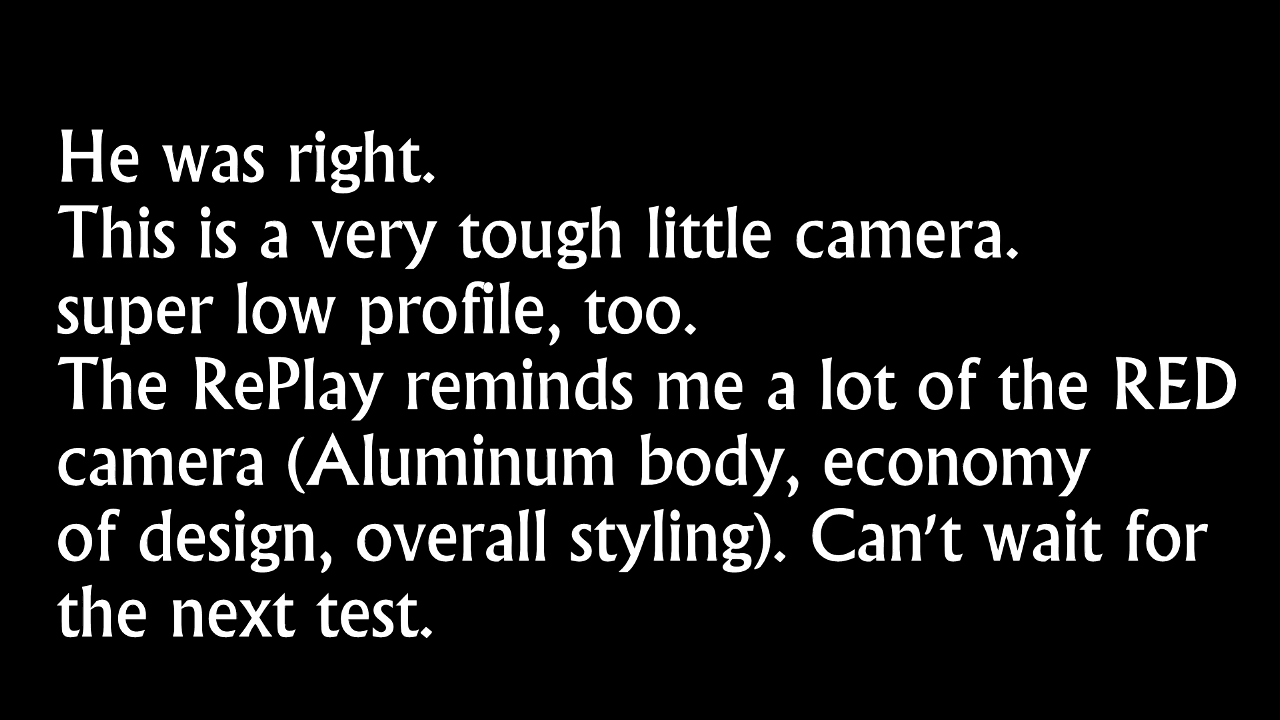 He was right.
This is a very tough little camera.
super low profile, too.
The RePlay reminds me a lot of the RED
camera (Aluminum body, economy
of design, overall styling). Can't wait for
the next test.